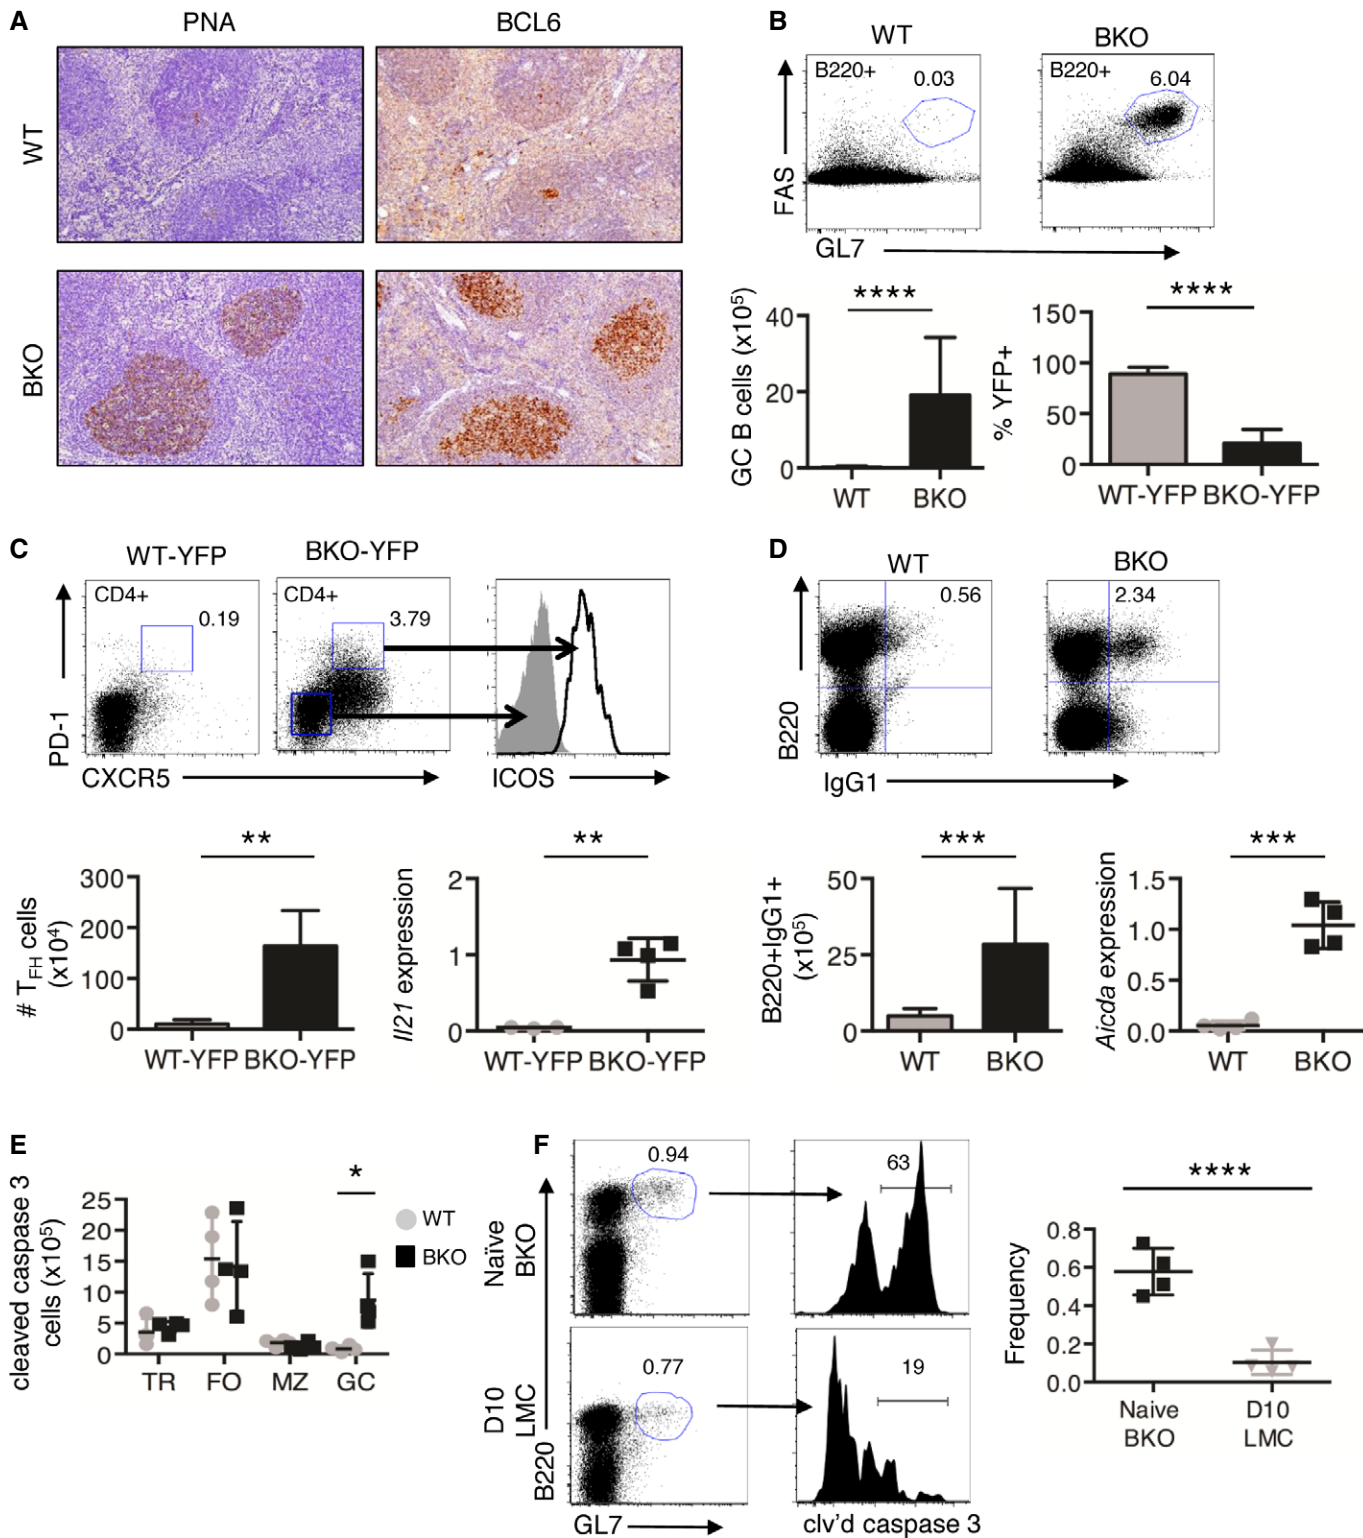 A
PNA
BCL6
WT
BKO
B
WT
BKO
B220+
0.03
6.04
FAS
GL7
****
GC B cells (x10⁵)
40
20
0
WT
BKO
****
% YFP+
150
100
50
0
WT-YFP
BKO-YFP
C
WT-YFP
BKO-YFP
CD4+
0.19
CD4+
3.79
PD-1
CXCR5
ICOS
**
# TFH cells
(x10⁴)
300
200
100
0
WT-YFP
BKO-YFP
**
Il21 expression
2
1
0
WT-YFP
BKO-YFP
D
WT
BKO
0.56
2.34
B220
IgG1
***
B220+IgG1+
(x10⁵)
50
25
0
WT
BKO
***
Aicda expression
1.5
1.0
0.5
0.0
WT
BKO
E
cleaved caspase 3
cells (x10⁵)
25
20
15
10
5
0
*
WT
BKO
TR
FO
MZ
GC
F
Naïve
BKO
0.94
63
D10
LMC
0.77
19
B220
GL7
clv'd caspase 3
****
Frequency
0.8
0.6
0.4
0.2
0.0
Naive
BKO
D10
LMC